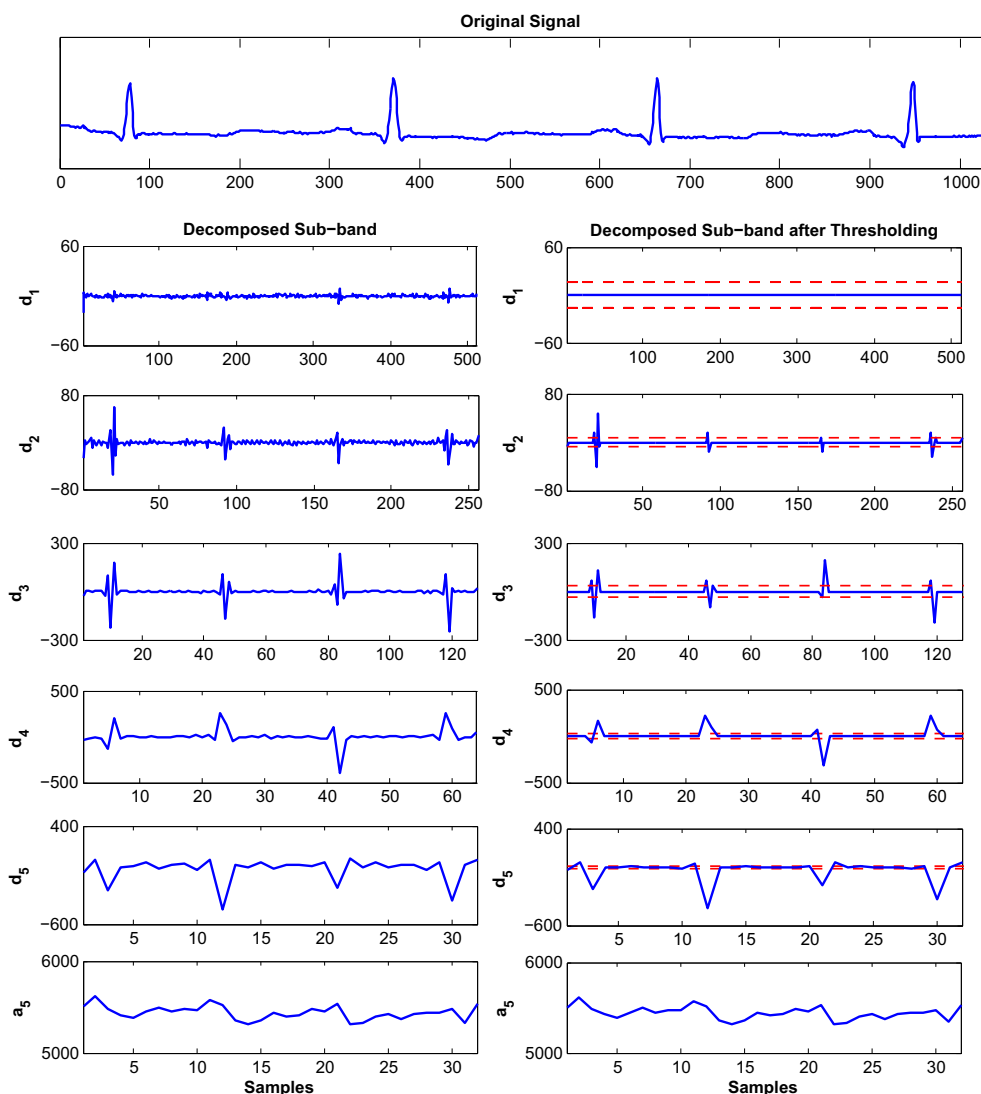 Original Signal
0 100 200 300 400 500 600 700 800 900 1000
Decomposed Sub−band
Decomposed Sub−band after Thresholding
60
d1
−60
100 200 300 400 500
60
d1
−60
100 200 300 400 500
80
d2
−80
50 100 150 200 250
80
d2
−80
50 100 150 200 250
300
d3
−300
20 40 60 80 100 120
300
d3
−300
20 40 60 80 100 120
500
d4
−500
10 20 30 40 50 60
500
d4
−500
10 20 30 40 50 60
400
d5
−600
5 10 15 20 25 30
400
d5
−600
5 10 15 20 25 30
6000
a5
5000
5 10 15 20 25 30
Samples
6000
a5
5000
5 10 15 20 25 30
Samples